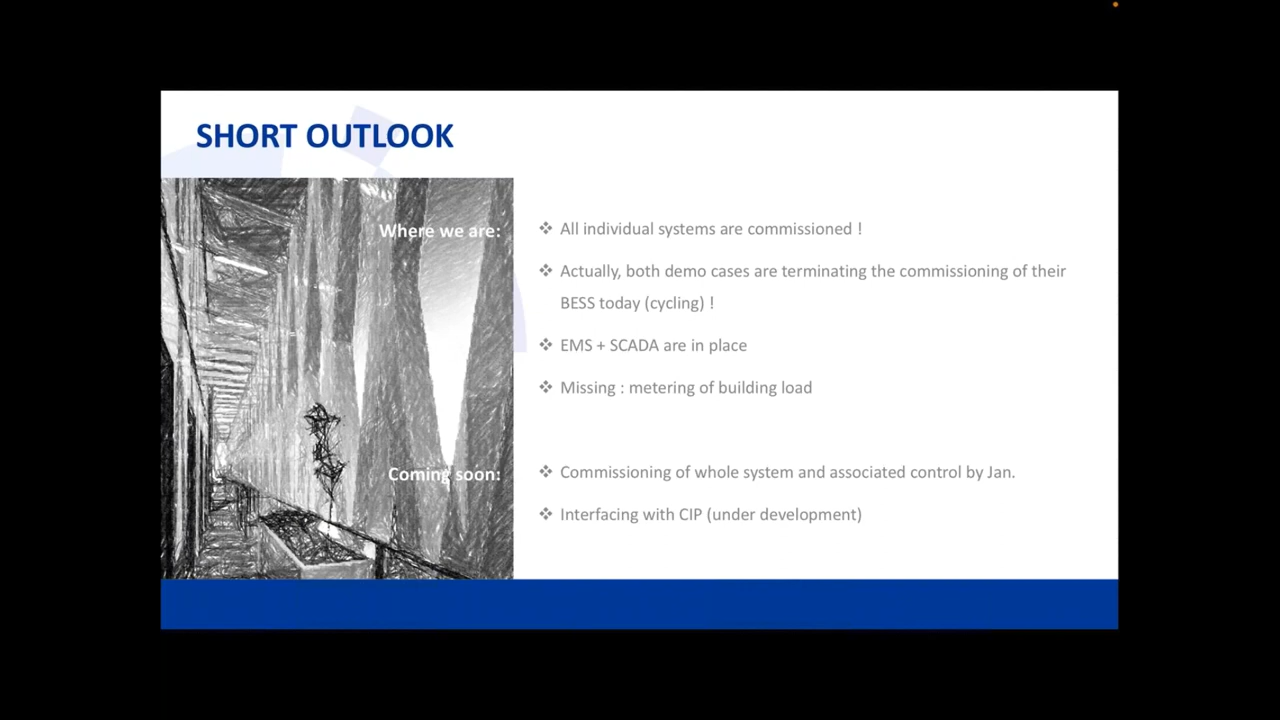 SHORT OUTLOOK
Where we are:
❖ All individual systems are commissioned !
❖ Actually, both demo cases are terminating the commissioning of their
BESS today (cycling) !
❖ EMS + SCADA are in place
❖ Missing : metering of building load
Coming soon:
❖ Commissioning of whole system and associated control by Jan.
❖ Interfacing with CIP (under development)